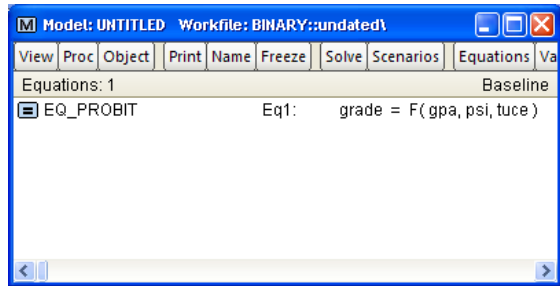 M Model: UNTITLED Workfile: BINARY::undated\
View Proc Object Print Name Freeze Solve Scenarios Equations Va
Equations: 1 Baseline
EQ_PROBIT Eq1: grade = F( gpa, psi, tuce )